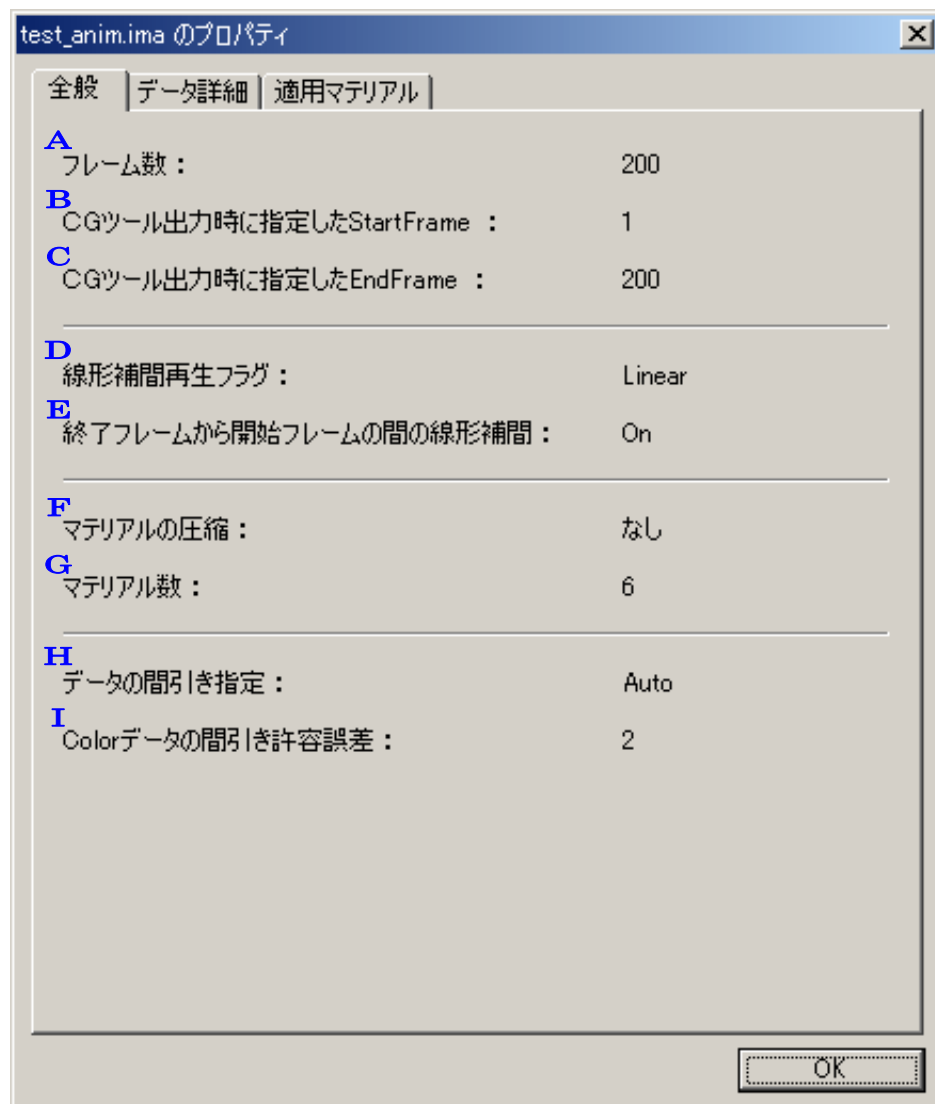 test_anim.ima のプロパティ
全般 データ詳細 適用マテリアル
A
フレーム数： 200
B
CGツール出力時に指定したStartFrame ： 1
C
CGツール出力時に指定したEndFrame ： 200
D
線形補間再生フラグ： Linear
E
終了フレームから開始フレームの間の線形補間： On
F
マテリアルの圧縮： なし
G
マテリアル数： 6
H
データの間引き指定： Auto
I
Colorデータの間引き許容誤差： 2
OK